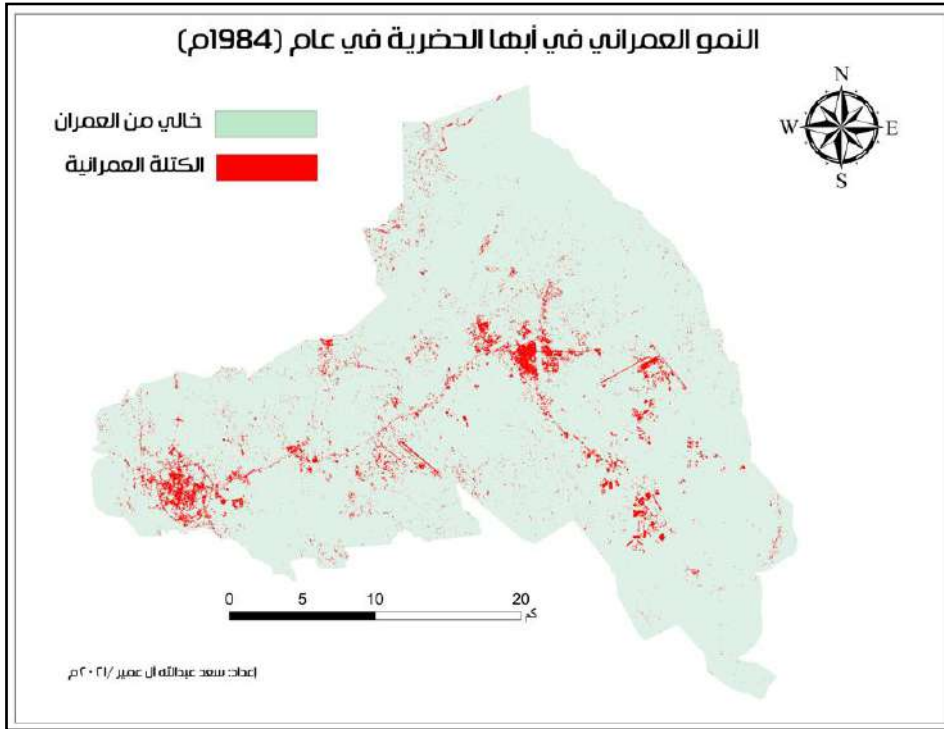 النمو العمراني في أبها الحضرية في عام (1984م)
خالي من العمران
الكتلة العمرانية
N
W E
S
0 5 10 20
كم
إعداد: سعد عبدالله آل عمير /٢٠٢١م